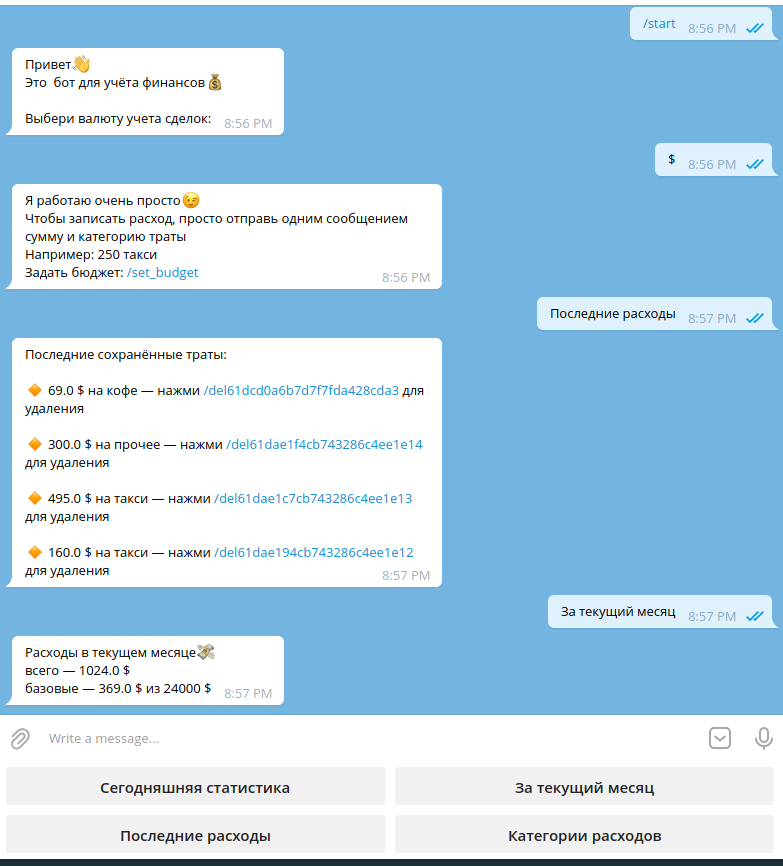 /start 8:56 PM
Привет👋
Это бот для учёта финансов 💰
Выбери валюту учета сделок: 8:56 PM
$ 8:56 PM
Я работаю очень просто😉
Чтобы записать расход, просто отправь одним сообщением
сумму и категорию траты
Например: 250 такси
Задать бюджет: /set_budget 8:56 PM
Последние расходы 8:57 PM
Последние сохранённые траты:
🔸 69.0 $ на кофе — нажми /del61dcd0a6b7d7f7fda428cda3 для
удаления
🔸 300.0 $ на прочее — нажми /del61dae1f4cb743286c4ee1e14
для удаления
🔸 495.0 $ на такси — нажми /del61dae1c7cb743286c4ee1e13
для удаления
🔸 160.0 $ на такси — нажми /del61dae194cb743286c4ee1e12
для удаления 8:57 PM
За текущий месяц 8:57 PM
Расходы в текущем месяце💸
всего — 1024.0 $
базовые — 369.0 $ из 24000 $ 8:57 PM
Write a message...
Сегодняшняя статистика
За текущий месяц
Последние расходы
Категории расходов